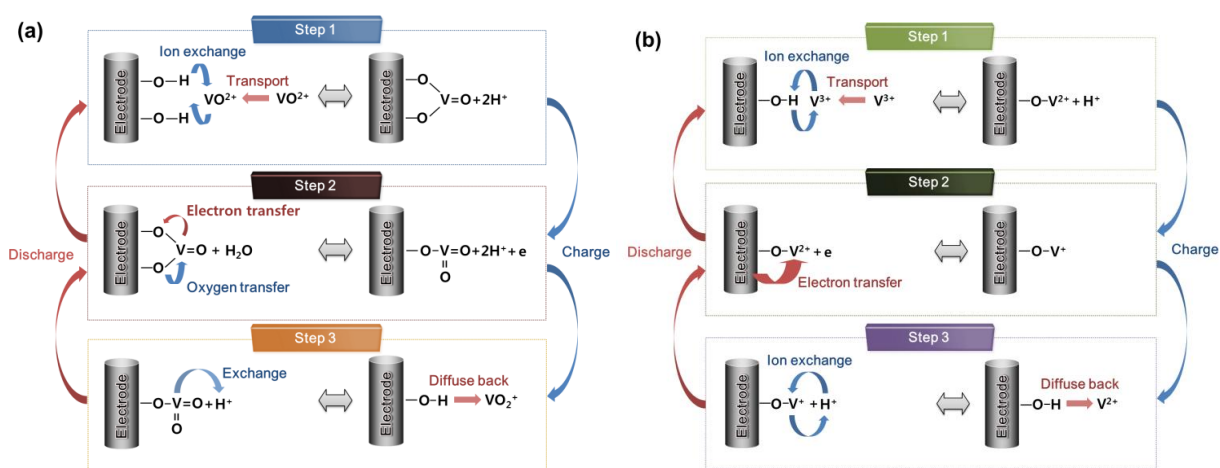 (a)
Step 1
Ion exchange
Electrode
O H
VO²⁺
Transport
VO²⁺
O H
Electrode
O
V=O+2H⁺
O
Step 2
Electron transfer
Electrode
O
V=O + H₂O
O
Oxygen transfer
Electrode
O-V=O+2H⁺+e
O
Discharge
Charge
Step 3
Exchange
Electrode
O-V=O+H⁺
O
Electrode
O-H
Diffuse back
VO₂⁺
(b)
Step 1
Ion exchange
Electrode
O-H
V³⁺
Transport
V³⁺
Electrode
O-V²⁺ + H⁺
Step 2
Electrode
O-V²⁺ + e
Electron transfer
Electrode
O-V⁺
Discharge
Charge
Step 3
Ion exchange
Electrode
O-V⁺ + H⁺
Electrode
O-H
Diffuse back
V²⁺